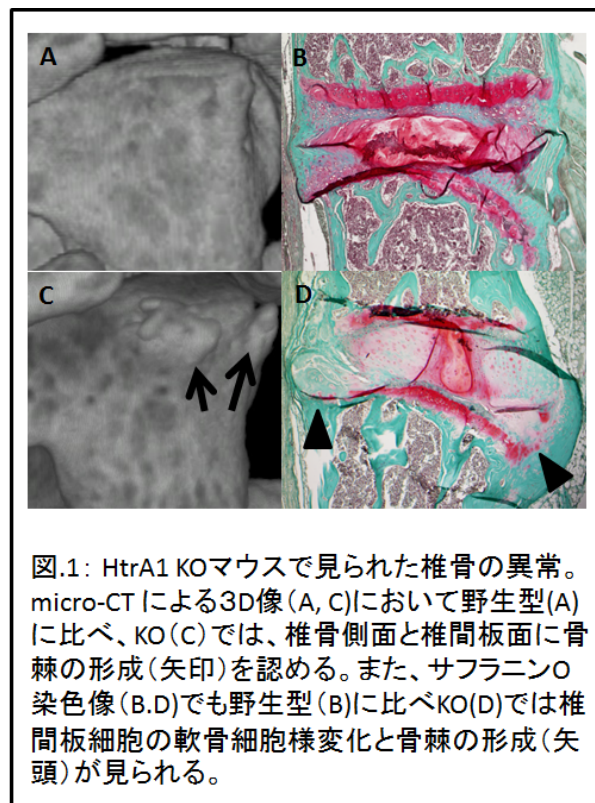 A
B
C
D
図.1: HtrA1 KOマウスで見られた椎骨の異常。
micro-CT による3D像(A, C)において野生型(A)
に比べ、KO(C)では、椎骨側面と椎間板面に骨
棘の形成(矢印)を認める。また、サフラニンO
染色像(B.D)でも野生型(B)に比べKO(D)では椎
間板細胞の軟骨細胞様変化と骨棘の形成(矢
頭)が見られる。